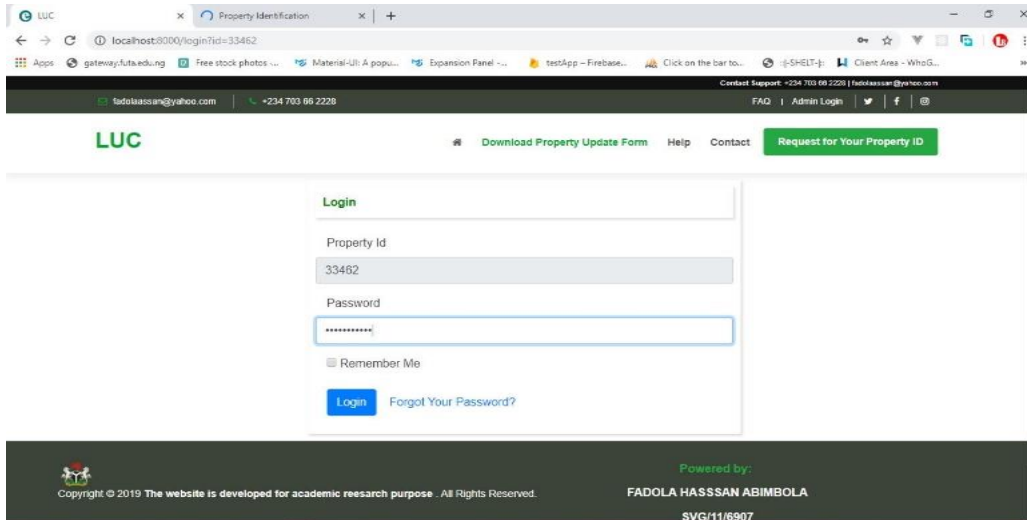 LUC
Property Identification
localhost:8000/login?id=33462
Apps gateway.futa.edu.ng Free stock photos -... Material-UI: A popu... Expansion Panel -... testApp – Firebase... Click on the bar to... :|-SHELT-|: Client Area - WhoG...
Contact Support: +234 703 66 2228 | fadolaassan@yahoo.com
fadolaassan@yahoo.com +234 703 66 2228 FAQ | Admin Login
LUC Download Property Update Form Help Contact Request for Your Property ID
Login
Property Id
33462
Password
•••••••••••
Remember Me
Login Forgot Your Password?
Powered by:
Copyright © 2019 The website is developed for academic reesarch purpose . All Rights Reserved.
FADOLA HASSSAN ABIMBOLA
SVG/11/6907